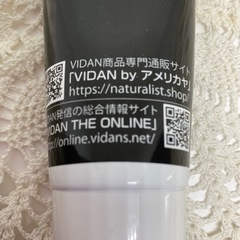 VIDAN商品専門通販サイト
「VIDAN by アメリカヤ」
https://naturalist.shop/
DAN発信の総合情報サイト
IDAN THE ONLINE」
http://online.vidans.net/